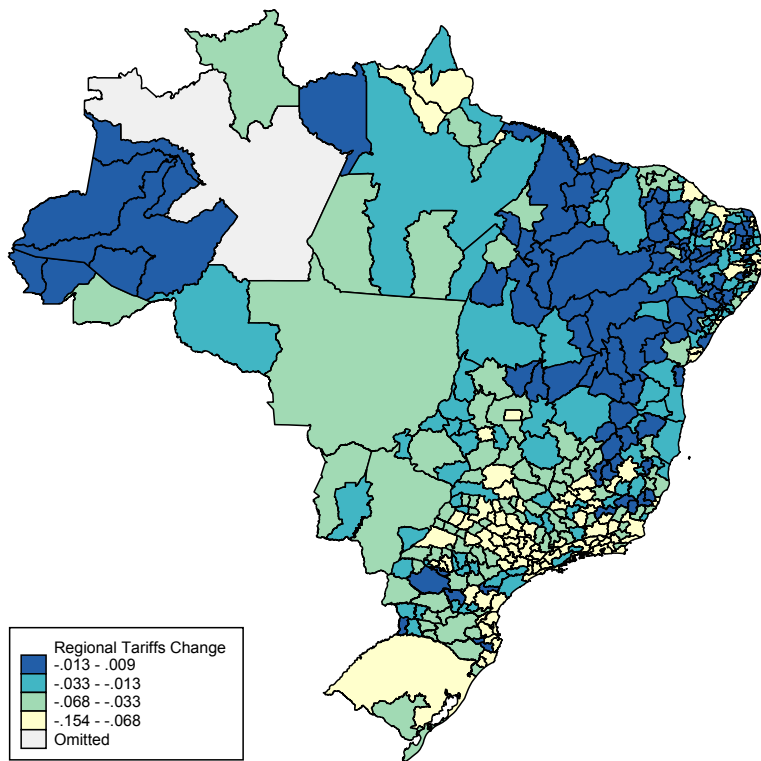 Regional Tariffs Change
-.013 - .009
-.033 - -.013
-.068 - -.033
-.154 - -.068
Omitted